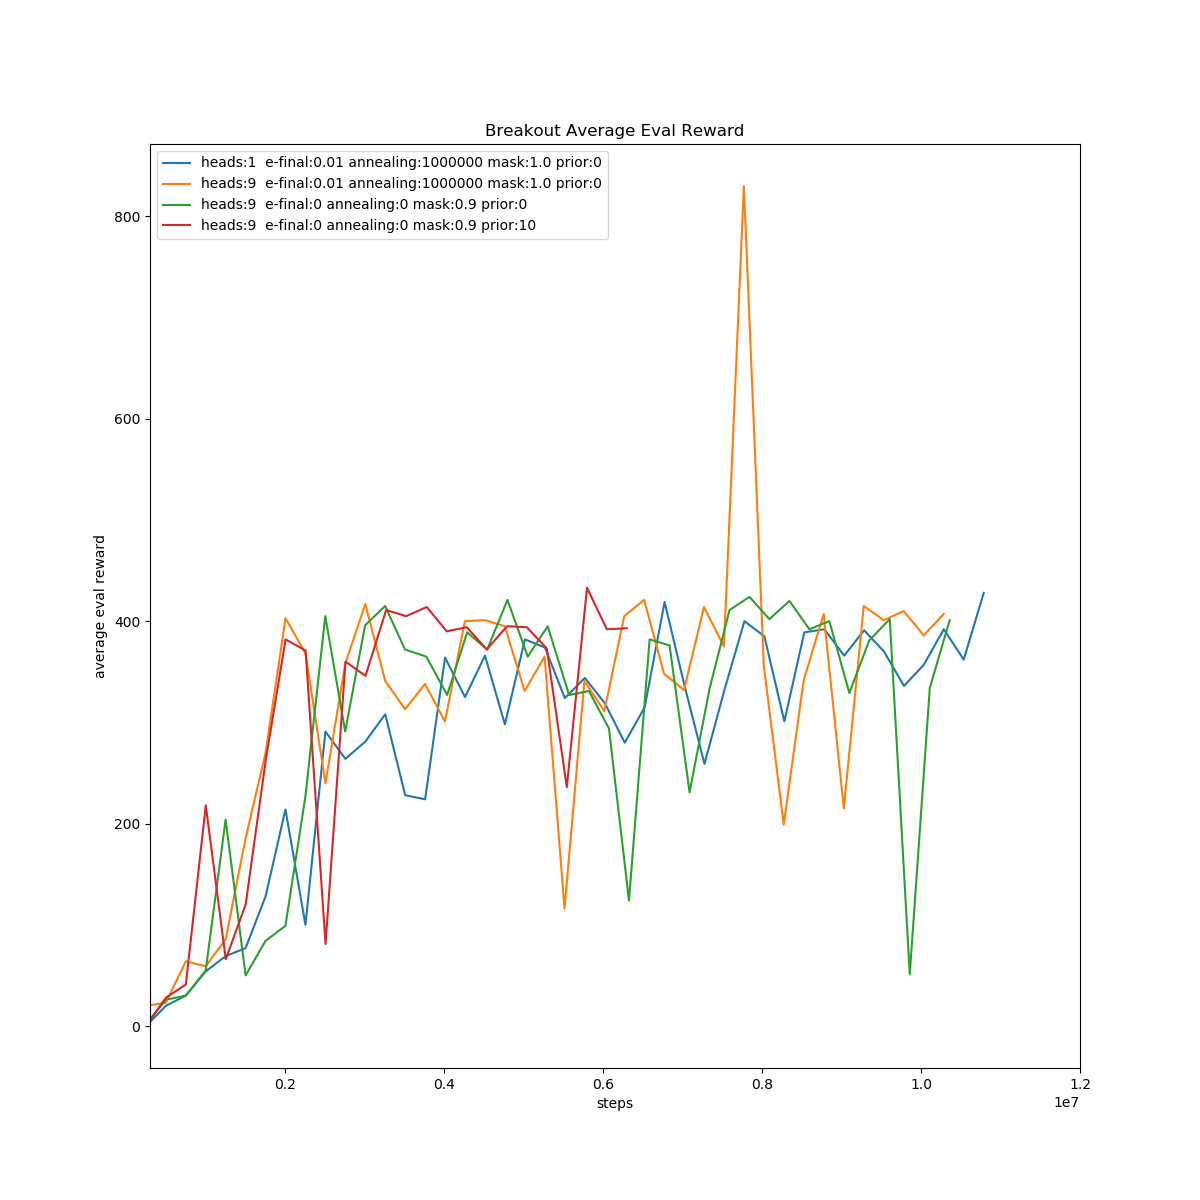 Breakout Average Eval Reward
heads:1  e-final:0.01 annealing:1000000 mask:1.0 prior:0
heads:9  e-final:0.01 annealing:1000000 mask:1.0 prior:0
heads:9  e-final:0 annealing:0 mask:0.9 prior:0
heads:9  e-final:0 annealing:0 mask:0.9 prior:10
800
600
400
200
0
average eval reward
0.2 0.4 0.6 0.8 1.0 1.2
1e7
steps